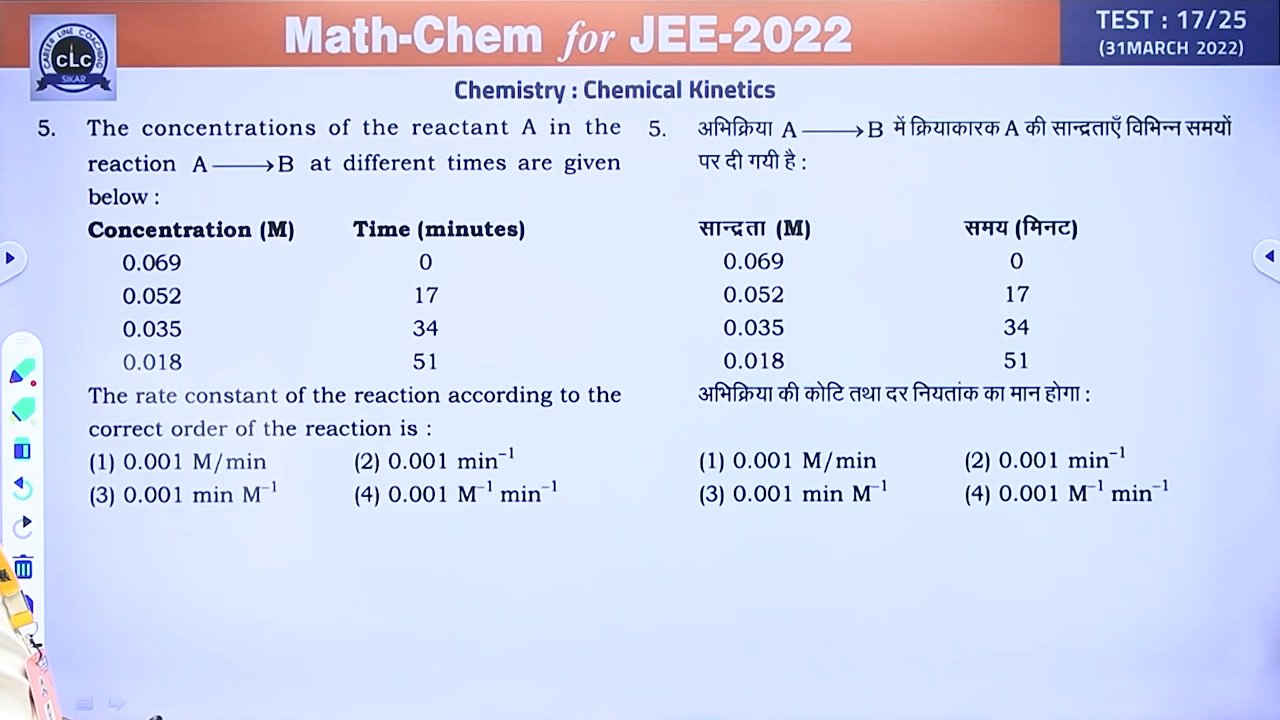 CAREER LINE COACHING
CLC
SIKAR
Math-Chem for JEE-2022
TEST : 17/25
(31MARCH 2022)
Chemistry : Chemical Kinetics
5. The concentrations of the reactant A in the
reaction A ⟶ B at different times are given
below :
Concentration (M) Time (minutes)
0.069 0
0.052 17
0.035 34
0.018 51
The rate constant of the reaction according to the
correct order of the reaction is :
(1) 0.001 M/min (2) 0.001 min⁻¹
(3) 0.001 min M⁻¹ (4) 0.001 M⁻¹ min⁻¹
5. अभिक्रिया A ⟶ B में क्रियाकारक A की सान्द्रताएँ विभिन्न समयों
पर दी गयी है :
सान्द्रता (M) समय (मिनट)
0.069 0
0.052 17
0.035 34
0.018 51
अभिक्रिया की कोटि तथा दर नियतांक का मान होगा :
(1) 0.001 M/min (2) 0.001 min⁻¹
(3) 0.001 min M⁻¹ (4) 0.001 M⁻¹ min⁻¹